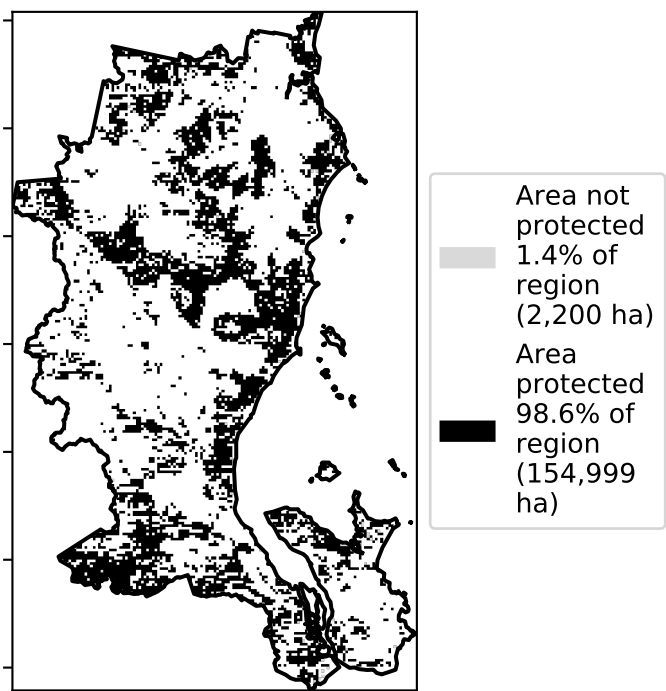 Area not
protected
1.4% of
region
(2,200 ha)
Area
protected
98.6% of
region
(154,999
ha)